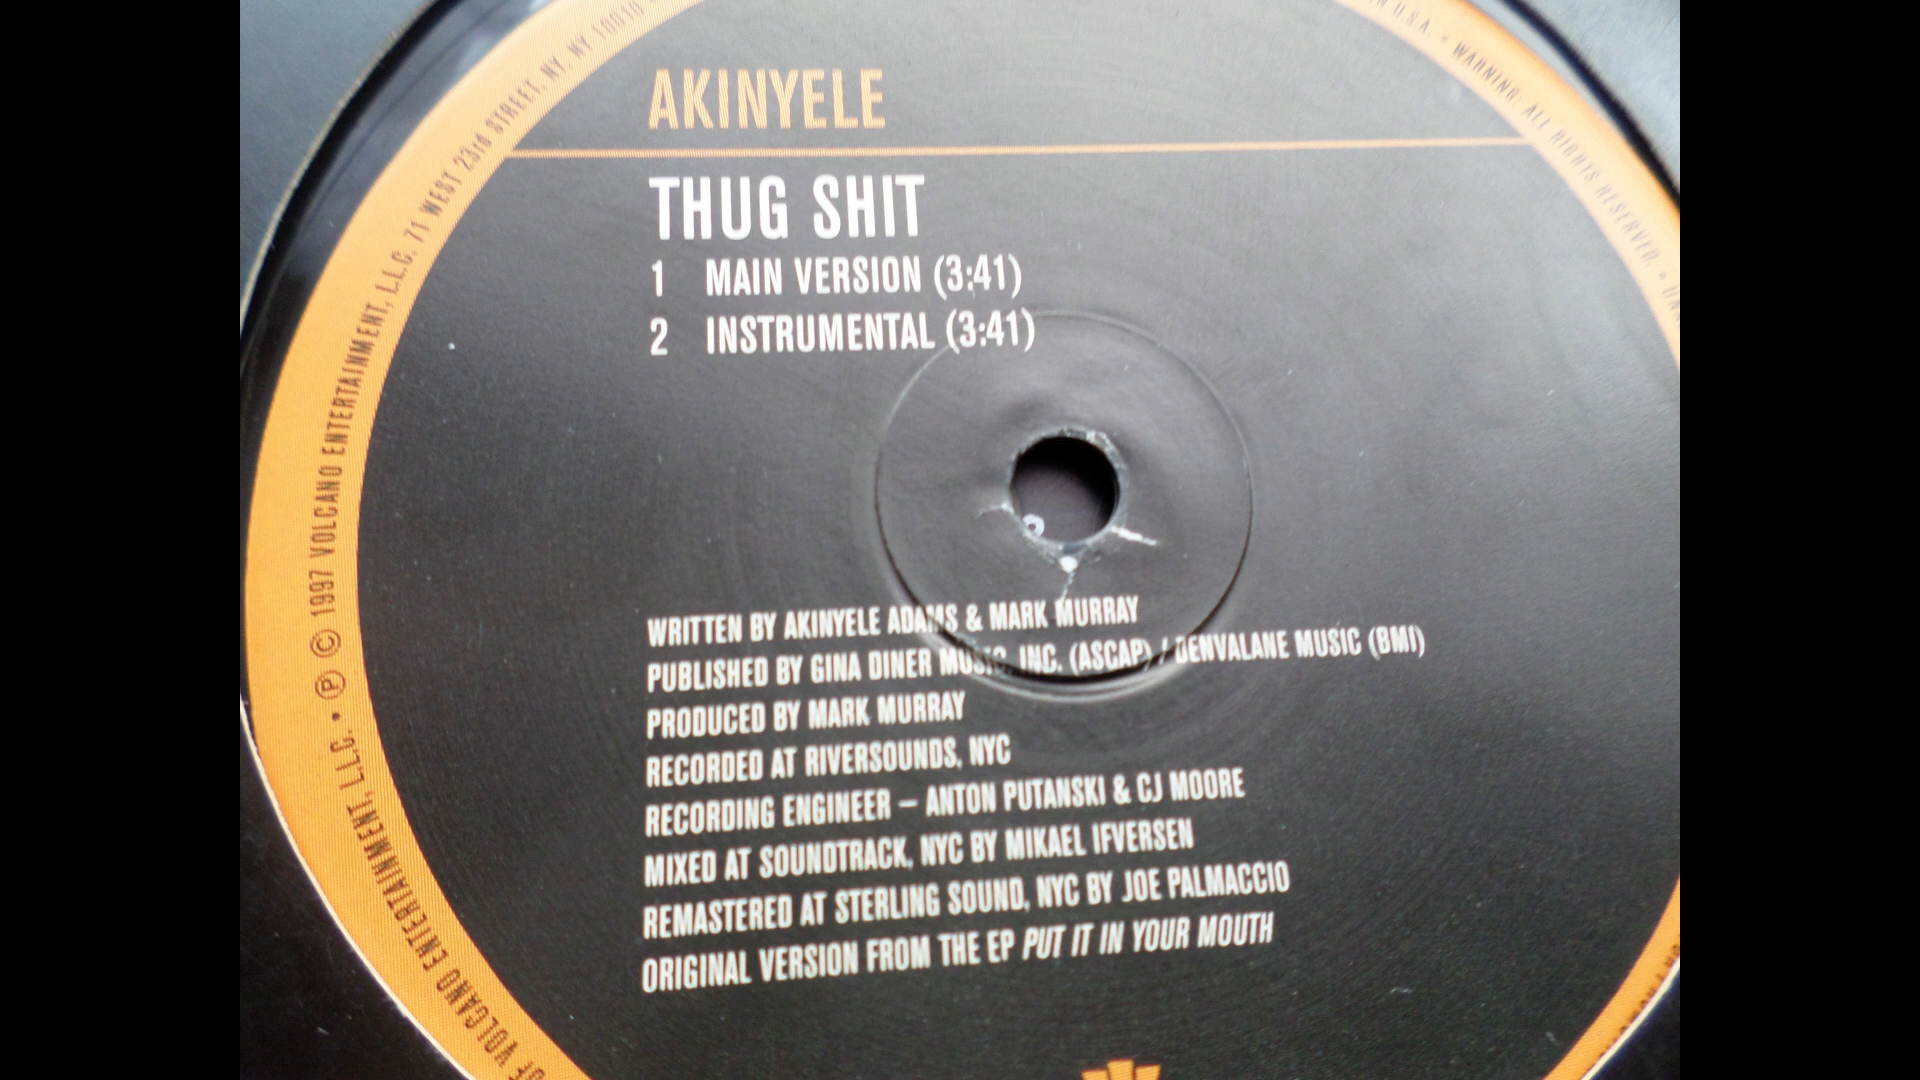 AKINYELE
THUG SHIT
1 MAIN VERSION (3:41)
2 INSTRUMENTAL (3:41)
WRITTEN BY AKINYELE ADAMS & MARK MURRAY
PUBLISHED BY GINA DINER MUSIC, INC. (ASCAP) / DENVALANE MUSIC (BMI)
PRODUCED BY MARK MURRAY
RECORDED AT RIVERSOUNDS, NYC
RECORDING ENGINEER – ANTON PUTANSKI & CJ MOORE
MIXED AT SOUNDTRACK, NYC BY MIKAEL IFVERSEN
REMASTERED AT STERLING SOUND, NYC BY JOE PALMACCIO
ORIGINAL VERSION FROM THE EP PUT IT IN YOUR MOUTH
OF VOLCANO ENTERTAINMENT, L.L.C. • ℗ © 1997 VOLCANO ENTERTAINMENT, L.L.C. 71 WEST 23rd STREET, NY, NY 10010
IN U.S.A. • WARNING: ALL RIGHTS RESERVED. •